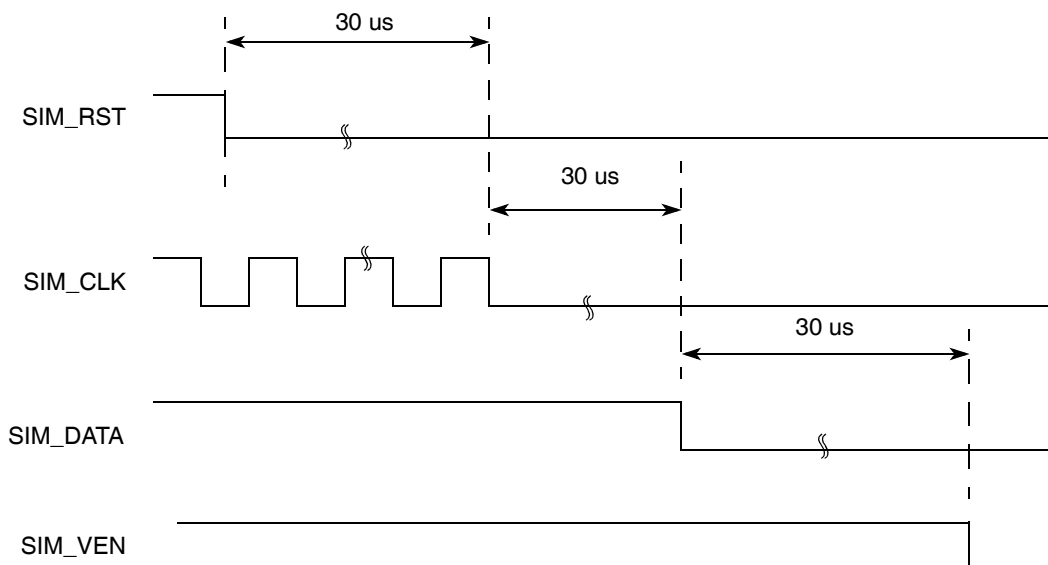 30 us
SIM_RST
30 us
SIM_CLK
30 us
SIM_DATA
SIM_VEN